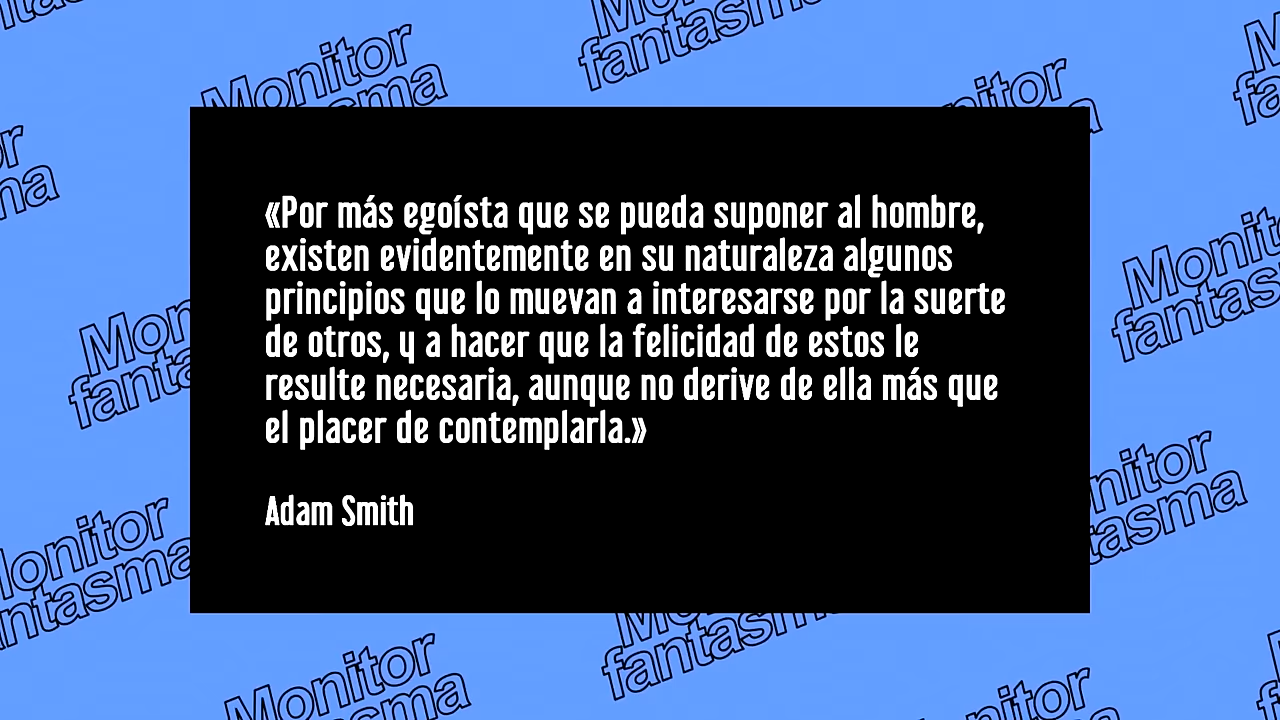 Monitor
fantasma
«Por más egoísta que se pueda suponer al hombre,
existen evidentemente en su naturaleza algunos
principios que lo muevan a interesarse por la suerte
de otros, y a hacer que la felicidad de estos le
resulte necesaria, aunque no derive de ella más que
el placer de contemplarla.»
Adam Smith